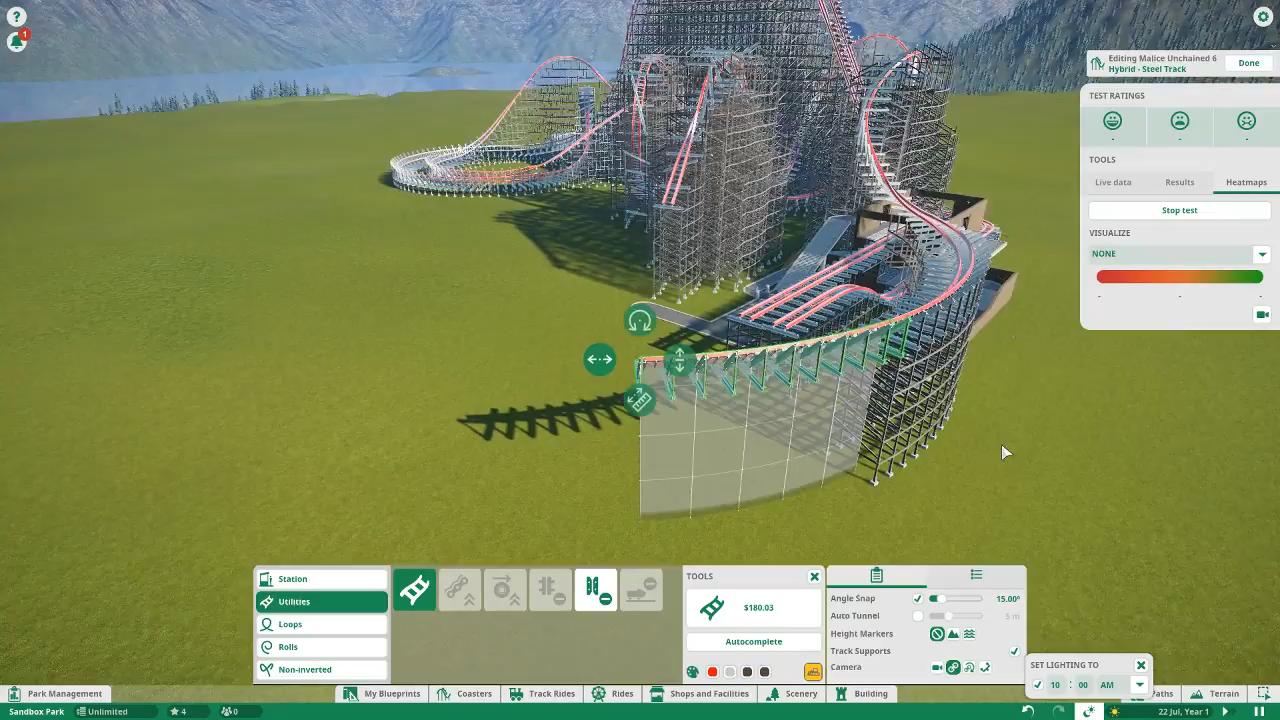 ?
1
Editing Malice Unchained 6
Hybrid - Steel Track
Done
TEST RATINGS
- - -
TOOLS
Live data Results Heatmaps
Stop test
VISUALIZE
NONE
- - -
Station
Utilities
Loops
Rolls
Non-inverted
TOOLS
$180.03
Autocomplete
Angle Snap 15.00°
Auto Tunnel 5 m
Height Markers
Track Supports
Camera
SET LIGHTING TO
10 : 00 AM
Park Management My Blueprints Coasters Track Rides Rides Shops and Facilities Scenery Building Paths Terrain
Sandbox Park Unlimited 4 0 22 Jul, Year 1